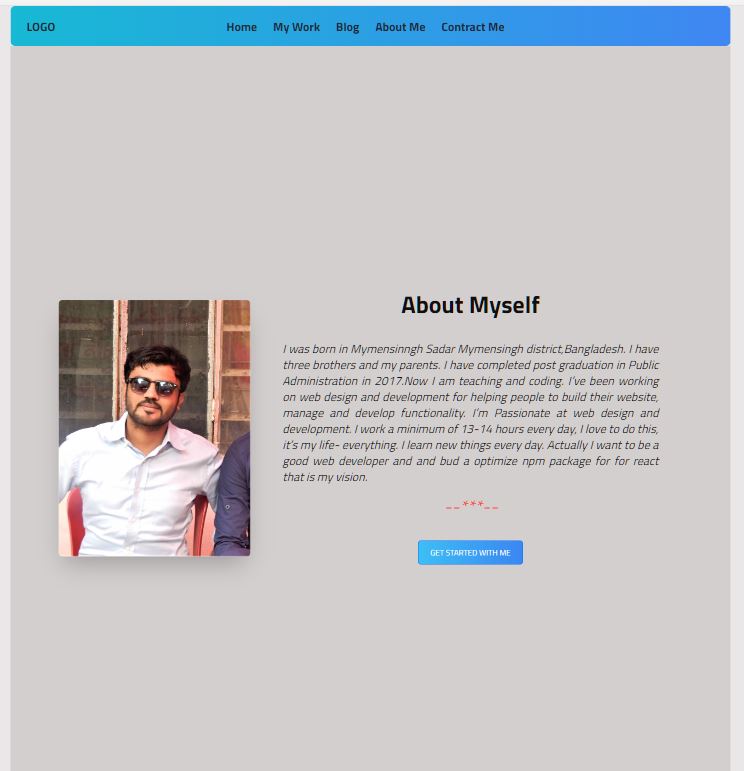 LOGO Home My Work Blog About Me Contract Me
About Myself
I was born in Mymensinngh Sadar Mymensingh district,Bangladesh. I have
three brothers and my parents. I have completed post graduation in Public
Administration in 2017.Now I am teaching and coding. I've been working
on web design and development for helping people to build their website,
manage and develop functionality. I'm Passionate at web design and
development. I work a minimum of 13-14 hours every day, I love to do this,
it's my life- everything. I learn new things every day. Actually I want to be a
good web developer and and bud a optimize npm package for for react
that is my vision.
__***__
GET STARTED WITH ME